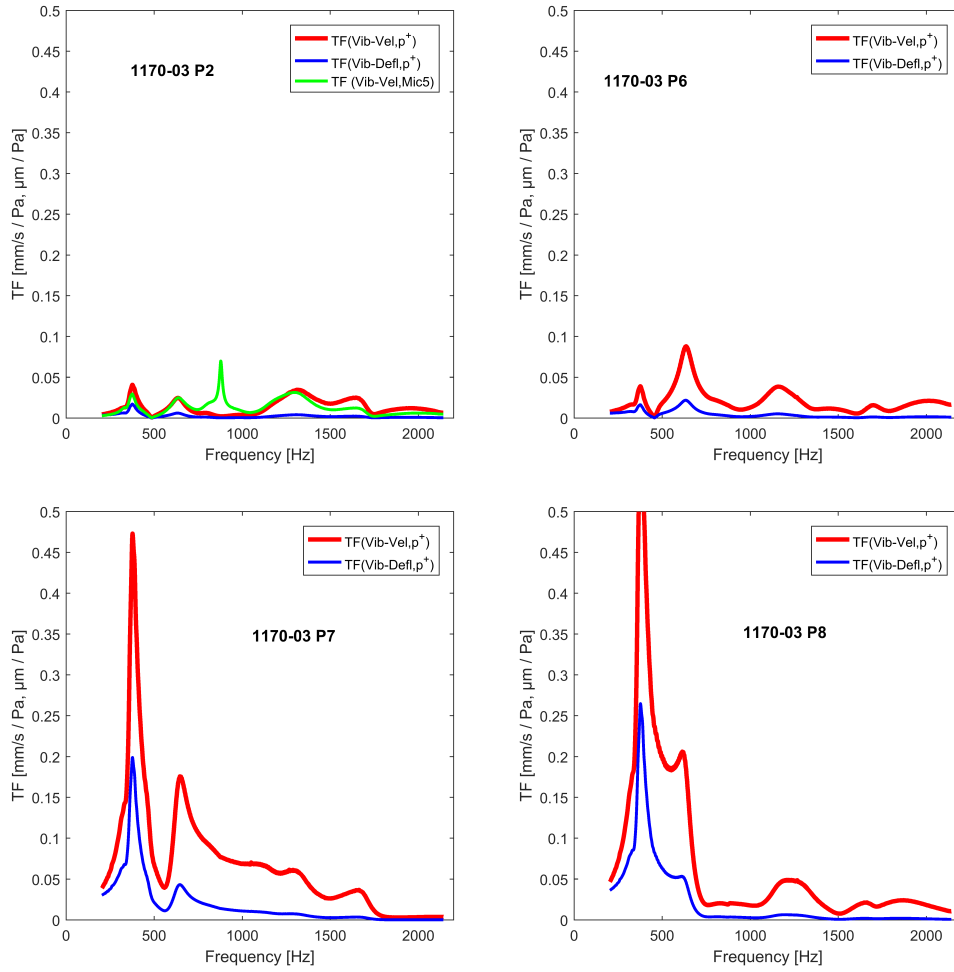 TF(Vib-Vel,p+)
TF(Vib-Defl,p+)
TF (Vib-Vel,Mic5)
1170-03 P2
TF [mm/s / Pa, µm / Pa]
0.5
0.45
0.4
0.35
0.3
0.25
0.2
0.15
0.1
0.05
0
0 500 1000 1500 2000
Frequency [Hz]
TF(Vib-Vel,p+)
TF(Vib-Defl,p+)
1170-03 P6
TF [mm/s / Pa, µm / Pa]
0.5
0.45
0.4
0.35
0.3
0.25
0.2
0.15
0.1
0.05
0
0 500 1000 1500 2000
Frequency [Hz]
TF(Vib-Vel,p+)
TF(Vib-Defl,p+)
1170-03 P7
TF [mm/s / Pa, µm / Pa]
0.5
0.45
0.4
0.35
0.3
0.25
0.2
0.15
0.1
0.05
0
0 500 1000 1500 2000
Frequency [Hz]
TF(Vib-Vel,p+)
TF(Vib-Defl,p+)
1170-03 P8
TF [mm/s / Pa, µm / Pa]
0.5
0.45
0.4
0.35
0.3
0.25
0.2
0.15
0.1
0.05
0
0 500 1000 1500 2000
Frequency [Hz]